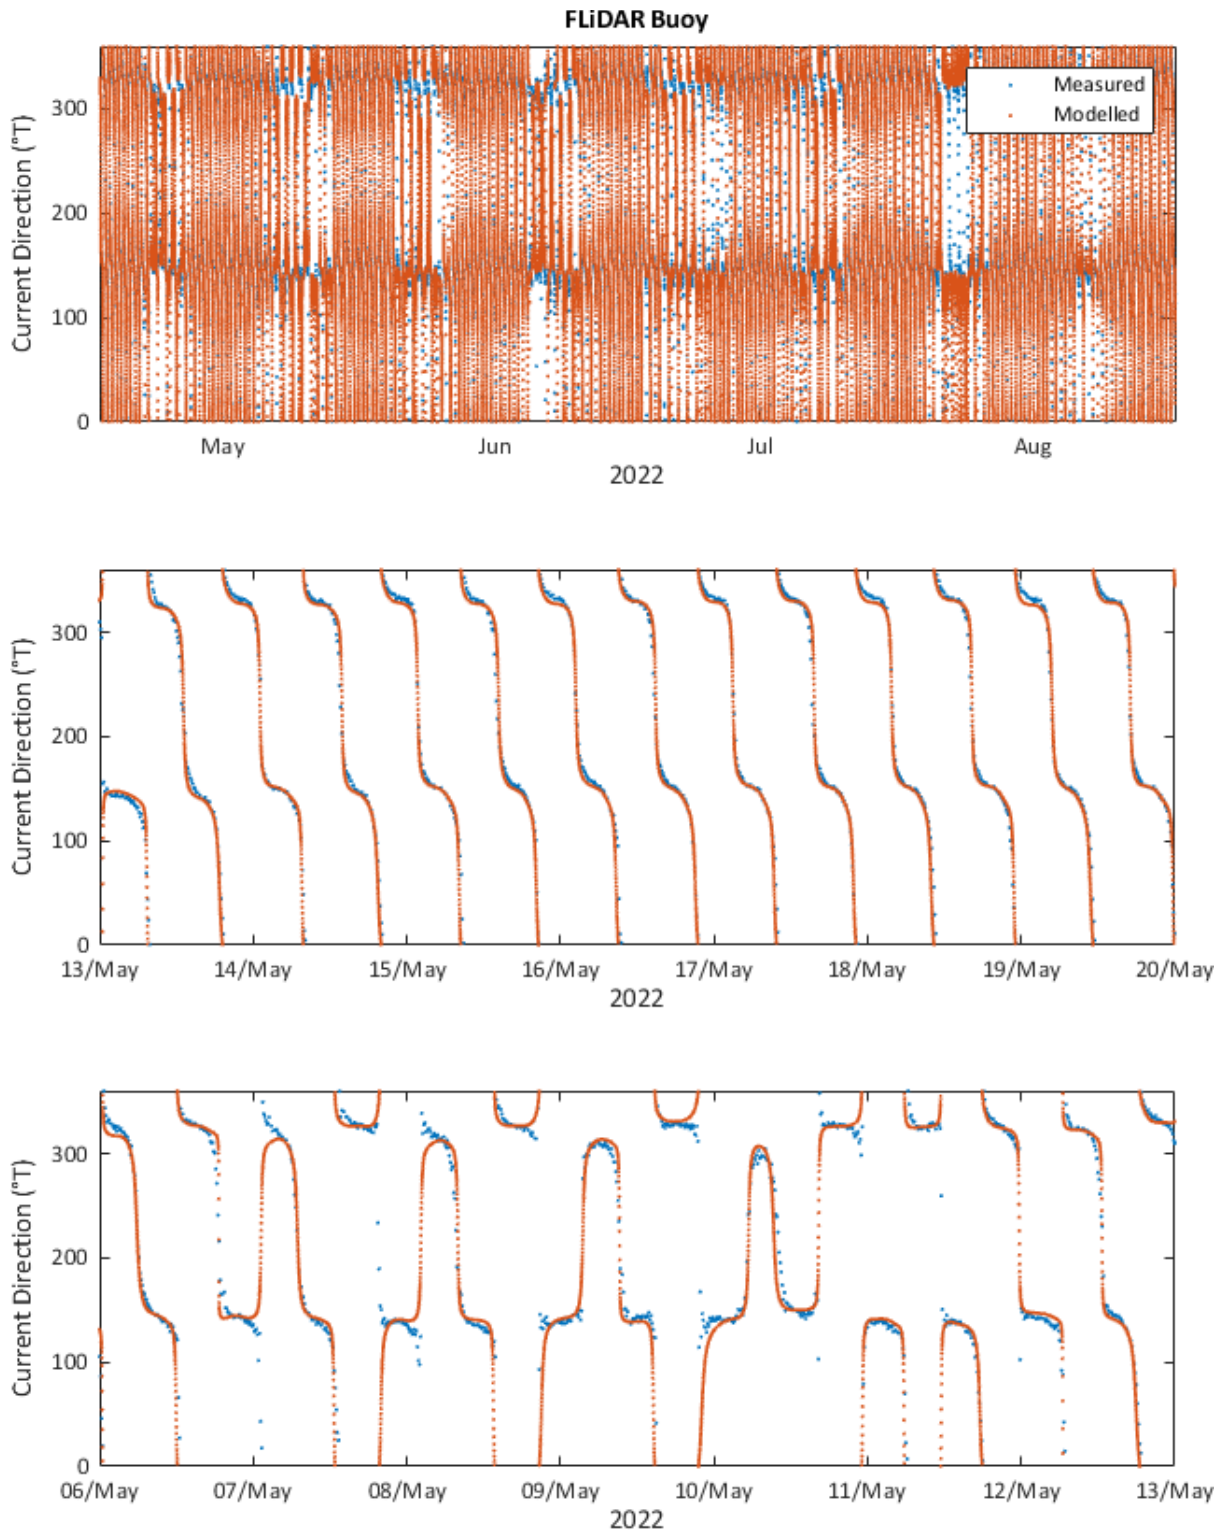 FLiDAR Buoy
Current Direction (°T)
300
200
100
0
Measured
Modelled
May Jun Jul Aug
2022
Current Direction (°T)
300
200
100
0
13/May 14/May 15/May 16/May 17/May 18/May 19/May 20/May
2022
Current Direction (°T)
300
200
100
0
06/May 07/May 08/May 09/May 10/May 11/May 12/May 13/May
2022